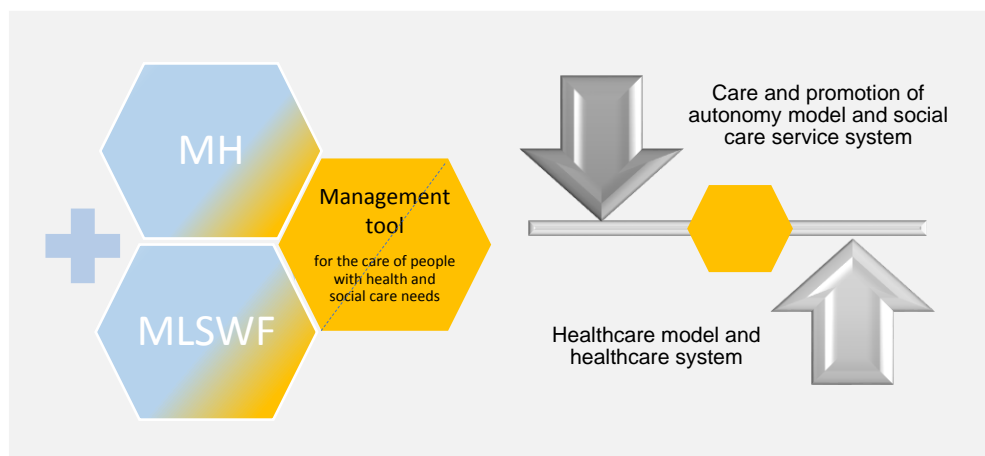 MH
MLSWF
Management
tool
for the care of people
with health and
social care needs
Care and promotion of
autonomy model and social
care service system
Healthcare model and
healthcare system